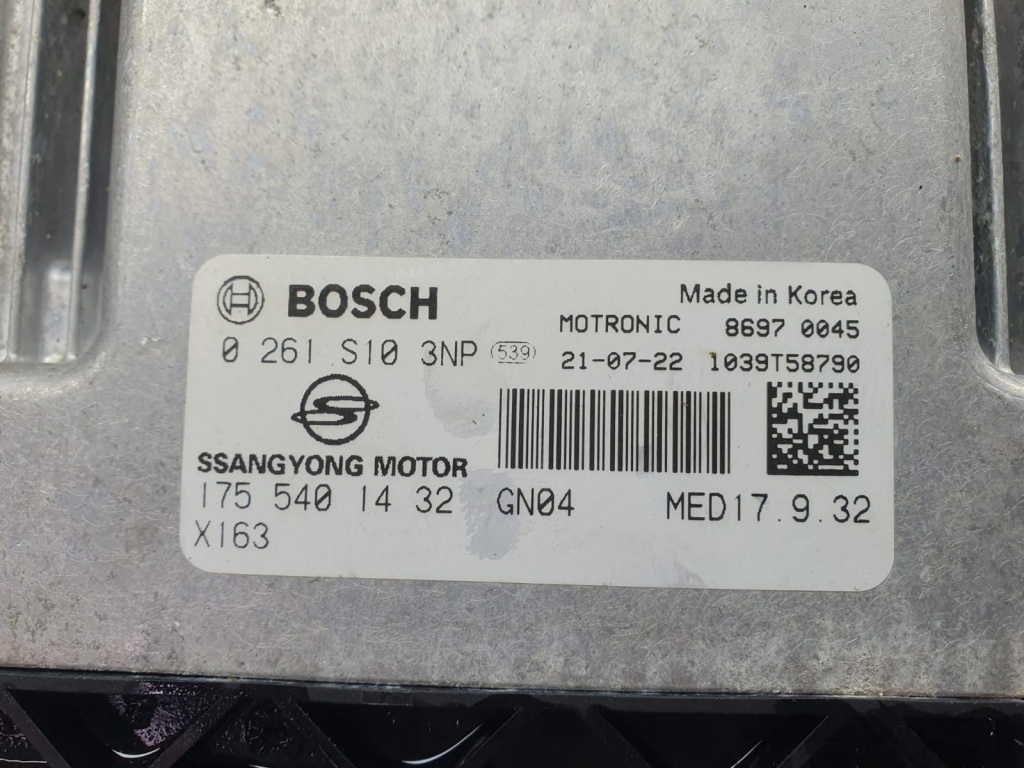 BOSCH
Made in Korea
MOTRONIC 8697 0045
0 261 S10 3NP 539 21-07-22 1039T58790
SSANGYONG MOTOR
175 540 14 32 GN04 MED17.9.32
X163